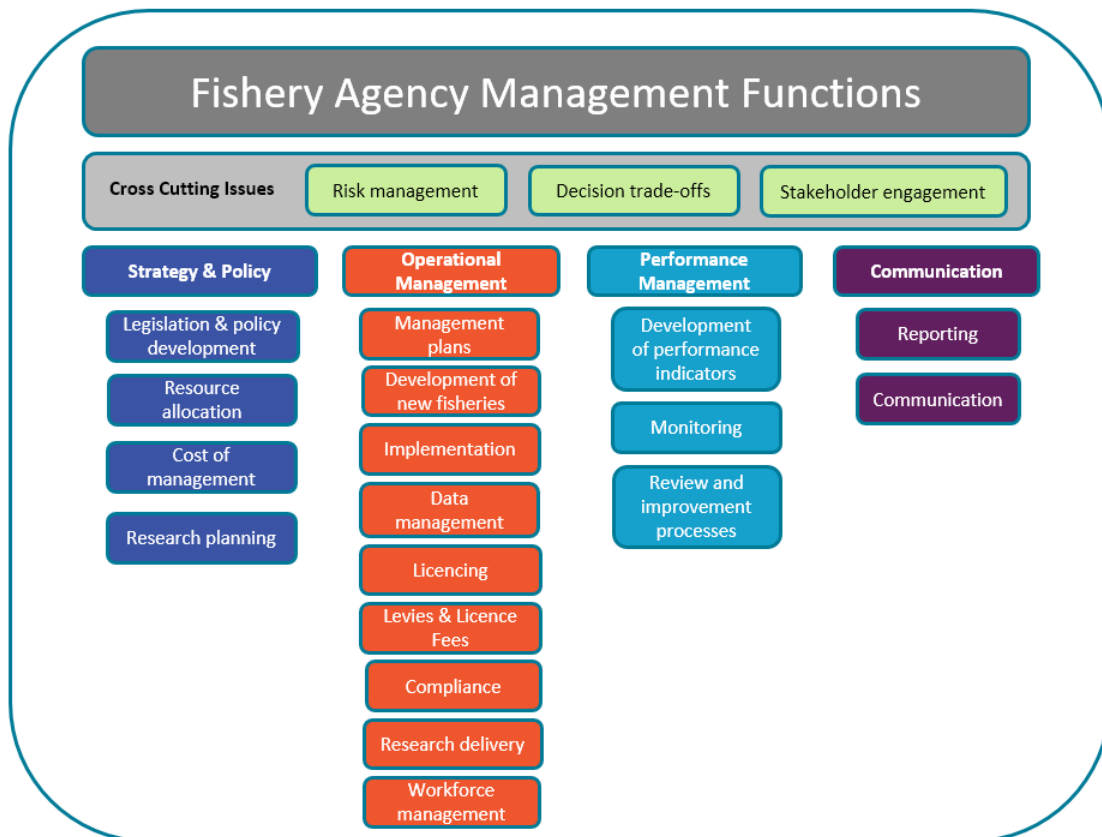 Fishery Agency Management Functions
Cross Cutting Issues
Risk management
Decision trade-offs
Stakeholder engagement
Strategy & Policy
Legislation & policy
development
Resource
allocation
Cost of
management
Research planning
Operational
Management
Management
plans
Development of
new fisheries
Implementation
Data
management
Licencing
Levies & Licence
Fees
Compliance
Research delivery
Workforce
management
Performance
Management
Development
of performance
indicators
Monitoring
Review and
improvement
processes
Communication
Reporting
Communication